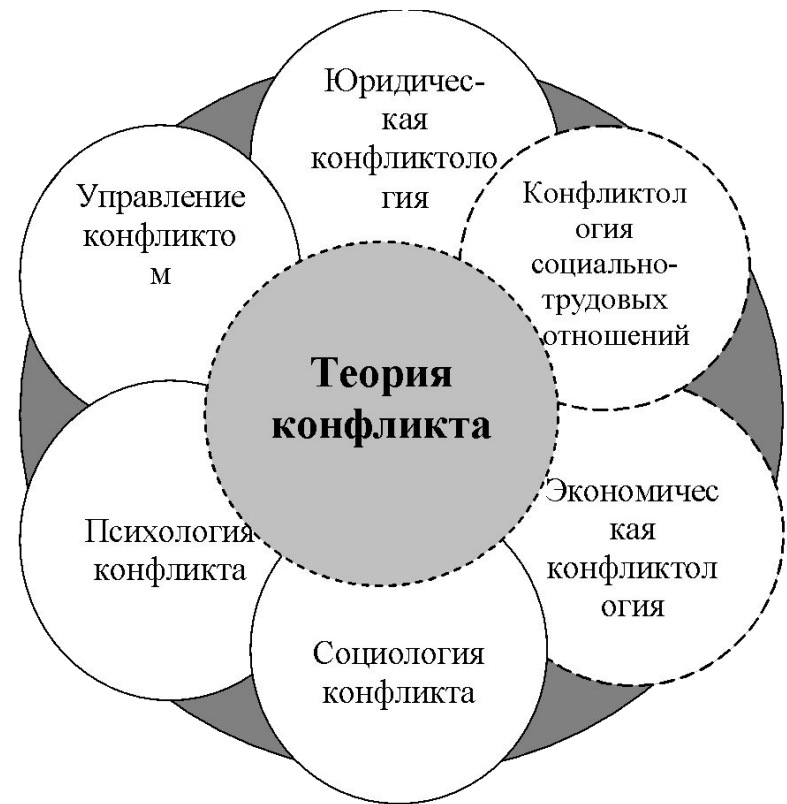 Юридичес-
кая
конфликтоло
гия
Управление
конфликто
м
Конфликтол
огия
социально-
трудовых
отношений
Теория
конфликта
Экономичес
кая
конфликтол
огия
Психология
конфликта
Социология
конфликта